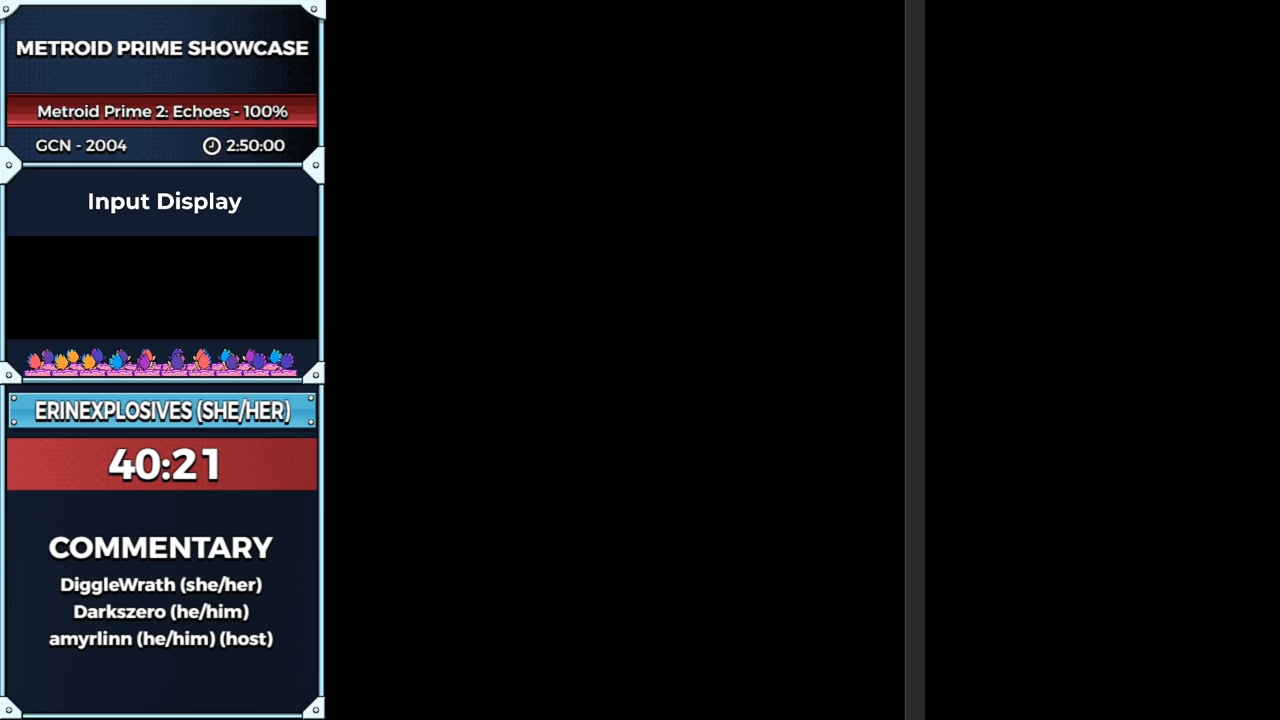 METROID PRIME SHOWCASE
Metroid Prime 2: Echoes - 100%
GCN - 2004 2:50:00
Input Display
ERINEXPLOSIVES (SHE/HER)
40:21
COMMENTARY
DiggleWrath (she/her)
Darkszero (he/him)
amyrlinn (he/him) (host)